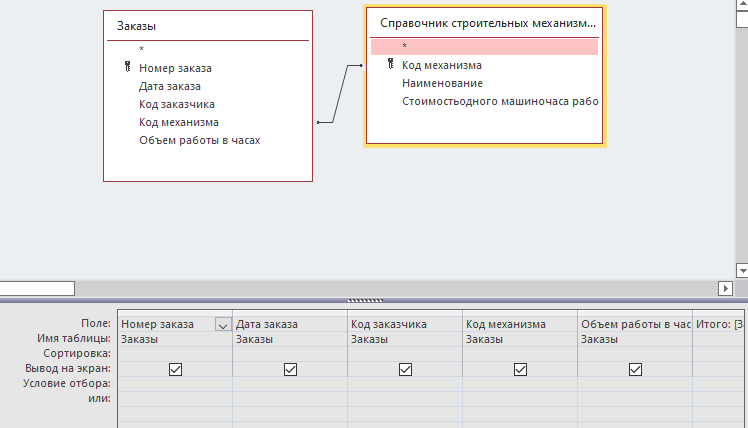 Заказы
*
Номер заказа
Дата заказа
Код заказчика
Код механизма
Объем работы в часах
Справочник строительных механизм...
*
Код механизма
Наименование
Стоимостьодного машиночаса рабо
Поле: Номер заказа Дата заказа Код заказчика Код механизма Объем работы в час Итого: [З
Имя таблицы: Заказы Заказы Заказы Заказы Заказы
Сортировка:
Вывод на экран:
Условие отбора:
или: